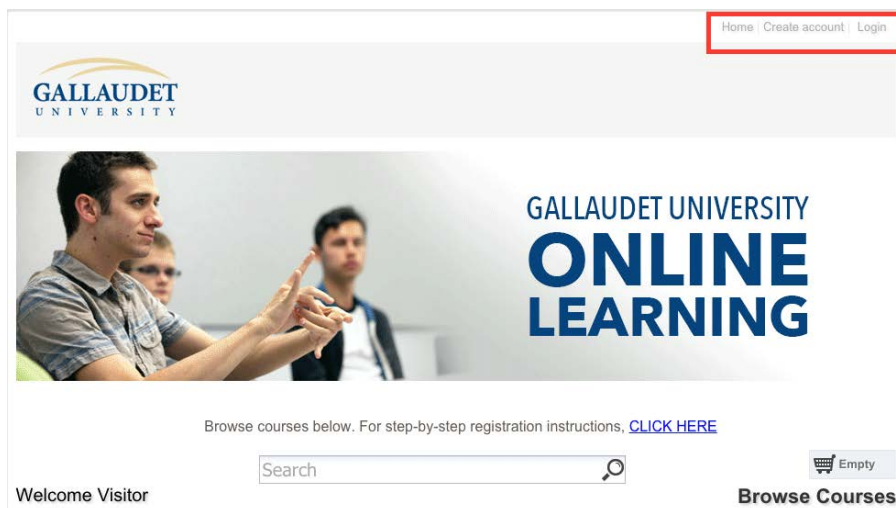 Home | Create account | Login
GALLAUDET
UNIVERSITY
GALLAUDET UNIVERSITY
ONLINE
LEARNING
Browse courses below. For step-by-step registration instructions, CLICK HERE
Search
Empty
Welcome Visitor
Browse Courses